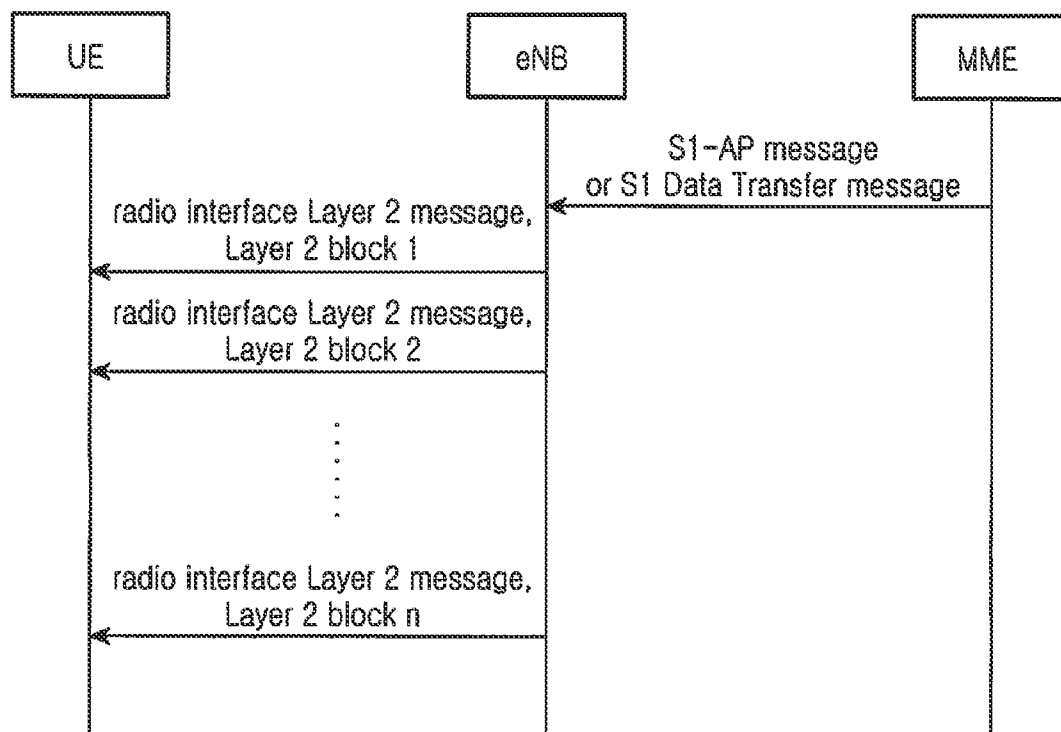 UE
eNB
MME
S1-AP message
or S1 Data Transfer message
radio interface Layer 2 message,
Layer 2 block 1
radio interface Layer 2 message,
Layer 2 block 2
radio interface Layer 2 message,
Layer 2 block n